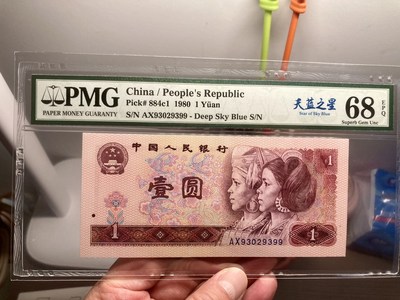 PMG
PAPER MONEY GUARANTY
China / People's Republic
Pick# 884c1 1980 1 Yüan
S/N AX93029399 - Deep Sky Blue S/N
天益之星
Star of Sky Blue
68 EPQ
Superb Gem Unc
中国人民银行
1
壹圆
1
1
AX93029399